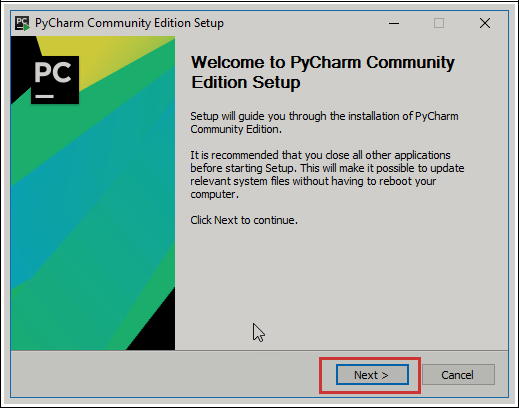 PC PyCharm Community Edition Setup
PC
Welcome to PyCharm Community
Edition Setup
Setup will guide you through the installation of PyCharm
Community Edition.
It is recommended that you close all other applications
before starting Setup. This will make it possible to update
relevant system files without having to reboot your
computer.
Click Next to continue.
Next > Cancel